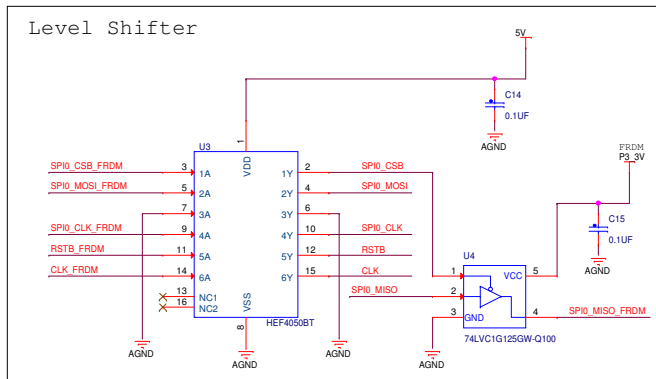 Level Shifter
5V
C14
0.1UF
AGND
FRDM
P3_3V
C15
0.1UF
AGND
U3
1
VDD
SPI0_CSB_FRDM 3 1A 1Y 2 SPI0_CSB
SPI0_MOSI_FRDM 5 2A 2Y 4 SPI0_MOSI
7 3A 3Y 6
SPI0_CLK_FRDM 9 4A 4Y 10 SPI0_CLK
RSTB_FRDM 11 5A 5Y 12 RSTB
CLK_FRDM 14 6A 6Y 15 CLK
13 NC1
16 NC2
VSS
8
HEF4050BT
AGND
AGND
AGND
U4
1 VCC 5
SPI0_MISO 2
3 GND 4 SPI0_MISO_FRDM
74LVC1G125GW-Q100
AGND